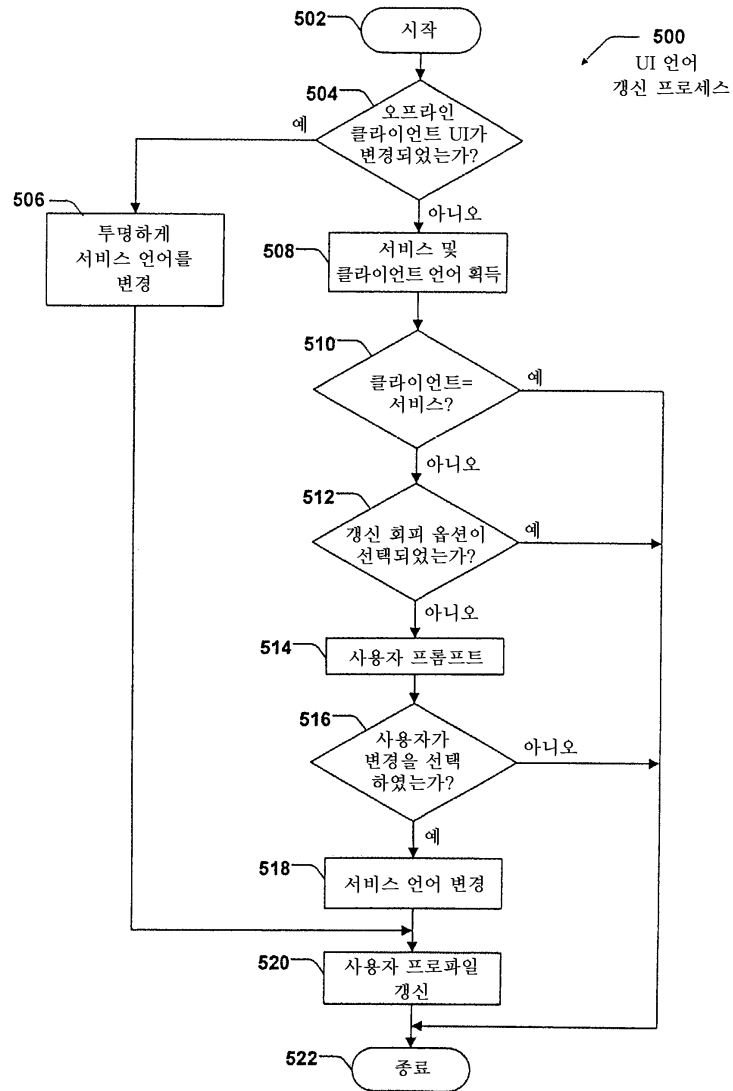 502
시작
500
UI 언어
갱신 프로세스
504
오프라인
클라이언트 UI가
변경되었는가?
예
아니오
506
투명하게
서비스 언어를
변경
508
서비스 및
클라이언트 언어 획득
510
클라이언트=
서비스?
예
아니오
512
갱신 회피 옵션이
선택되었는가?
예
아니오
514
사용자 프롬프트
516
사용자가
변경을 선택
하였는가?
아니오
예
518
서비스 언어 변경
520
사용자 프로파일
갱신
522
종료